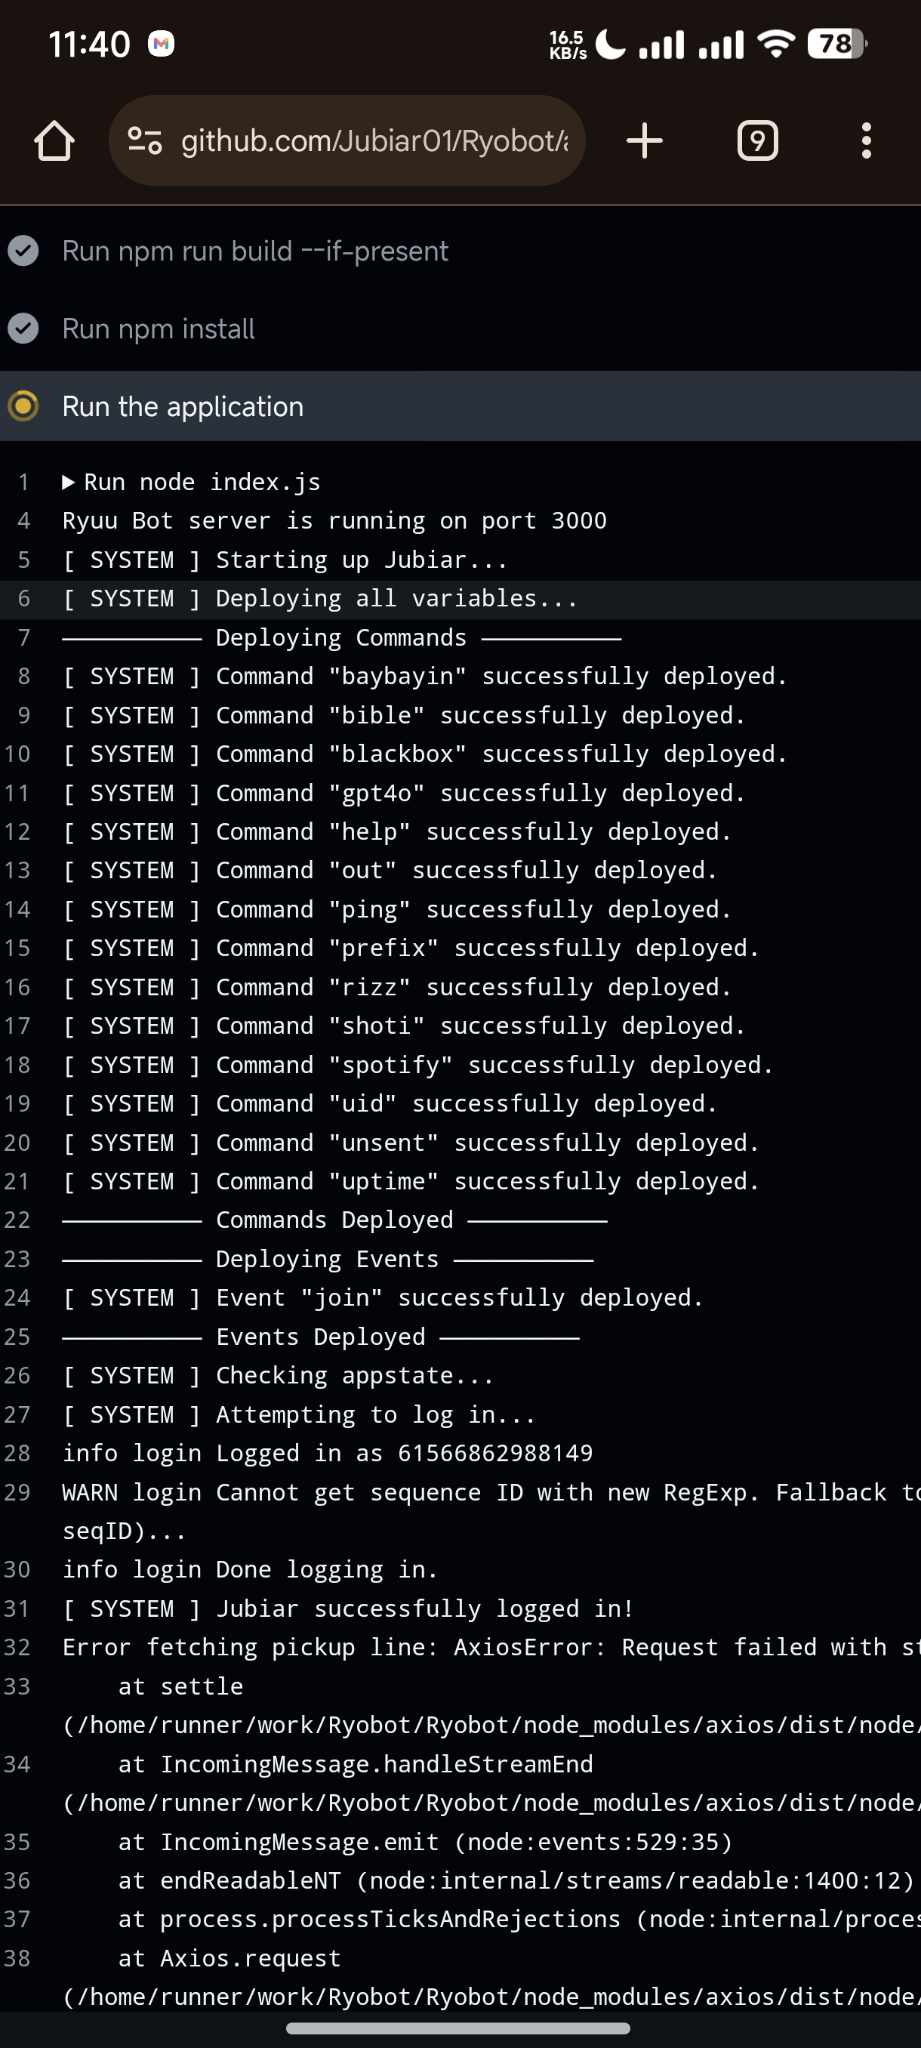 11:40
16.5 KB/s
78
github.com/Jubiar01/Ryobot/
9
Run npm run build --if-present
Run npm install
Run the application
1 ▶ Run node index.js
4 Ryuu Bot server is running on port 3000
5 [ SYSTEM ] Starting up Jubiar...
6 [ SYSTEM ] Deploying all variables...
7 ────────── Deploying Commands ──────────
8 [ SYSTEM ] Command "baybayin" successfully deployed.
9 [ SYSTEM ] Command "bible" successfully deployed.
10 [ SYSTEM ] Command "blackbox" successfully deployed.
11 [ SYSTEM ] Command "gpt4o" successfully deployed.
12 [ SYSTEM ] Command "help" successfully deployed.
13 [ SYSTEM ] Command "out" successfully deployed.
14 [ SYSTEM ] Command "ping" successfully deployed.
15 [ SYSTEM ] Command "prefix" successfully deployed.
16 [ SYSTEM ] Command "rizz" successfully deployed.
17 [ SYSTEM ] Command "shoti" successfully deployed.
18 [ SYSTEM ] Command "spotify" successfully deployed.
19 [ SYSTEM ] Command "uid" successfully deployed.
20 [ SYSTEM ] Command "unsent" successfully deployed.
21 [ SYSTEM ] Command "uptime" successfully deployed.
22 ────────── Commands Deployed ──────────
23 ────────── Deploying Events ──────────
24 [ SYSTEM ] Event "join" successfully deployed.
25 ────────── Events Deployed ──────────
26 [ SYSTEM ] Checking appstate...
27 [ SYSTEM ] Attempting to log in...
28 info login Logged in as 61566862988149
29 WARN login Cannot get sequence ID with new RegExp. Fallback to
seqID)...
30 info login Done logging in.
31 [ SYSTEM ] Jubiar successfully logged in!
32 Error fetching pickup line: AxiosError: Request failed with st
33 at settle
(/home/runner/work/Ryobot/Ryobot/node_modules/axios/dist/node/
34 at IncomingMessage.handleStreamEnd
(/home/runner/work/Ryobot/Ryobot/node_modules/axios/dist/node/
35 at IncomingMessage.emit (node:events:529:35)
36 at endReadableNT (node:internal/streams/readable:1400:12)
37 at process.processTicksAndRejections (node:internal/proces
38 at Axios.request
(/home/runner/work/Ryobot/Ryobot/node_modules/axios/dist/node/